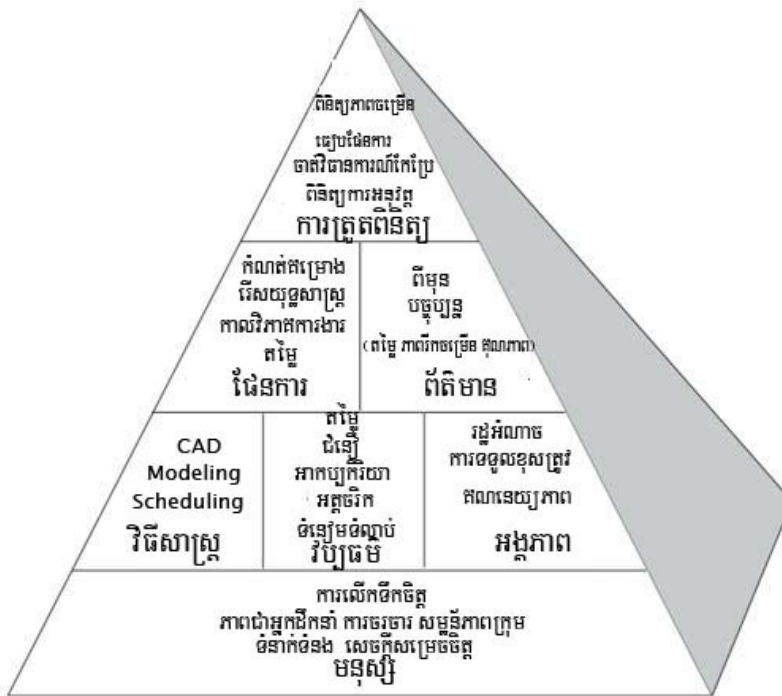 ពិនិត្យភាពចម្រើន
ធៀបផែនការ
ចាត់វិធានការណ៍កែប្រែ
ពិនិត្យការអនុវត្ត
ការត្រួតពិនិត្យ
កំណត់គម្រោង
រើសយុទ្ធសាស្ត្រ
កាលវិភាគការងារ
តម្លៃ
ផែនការ
ពីមុន
បច្ចុប្បន្ន
(តម្លៃ ភាពរីកចម្រើន គុណភាព)
ព័ត៌មាន
CAD
Modeling
Scheduling
វិធីសាស្ត្រ
តម្លៃ
ជំនឿ
អាកប្បកិរិយា
អត្តចរិក
ទំនៀមទំលាប់
វប្បធម៌
រដ្ឋអំណាច
ការទទួលខុសត្រូវ
គណនេយ្យភាព
អង្គភាព
ការលើកទឹកចិត្ត
ភាពជាអ្នកដឹកនាំ ការចរចារ សម្ពន័ភាពក្រុម
ទំនាក់ទំនង សេចក្ដីសម្រេចចិត្ត
មនុស្ស